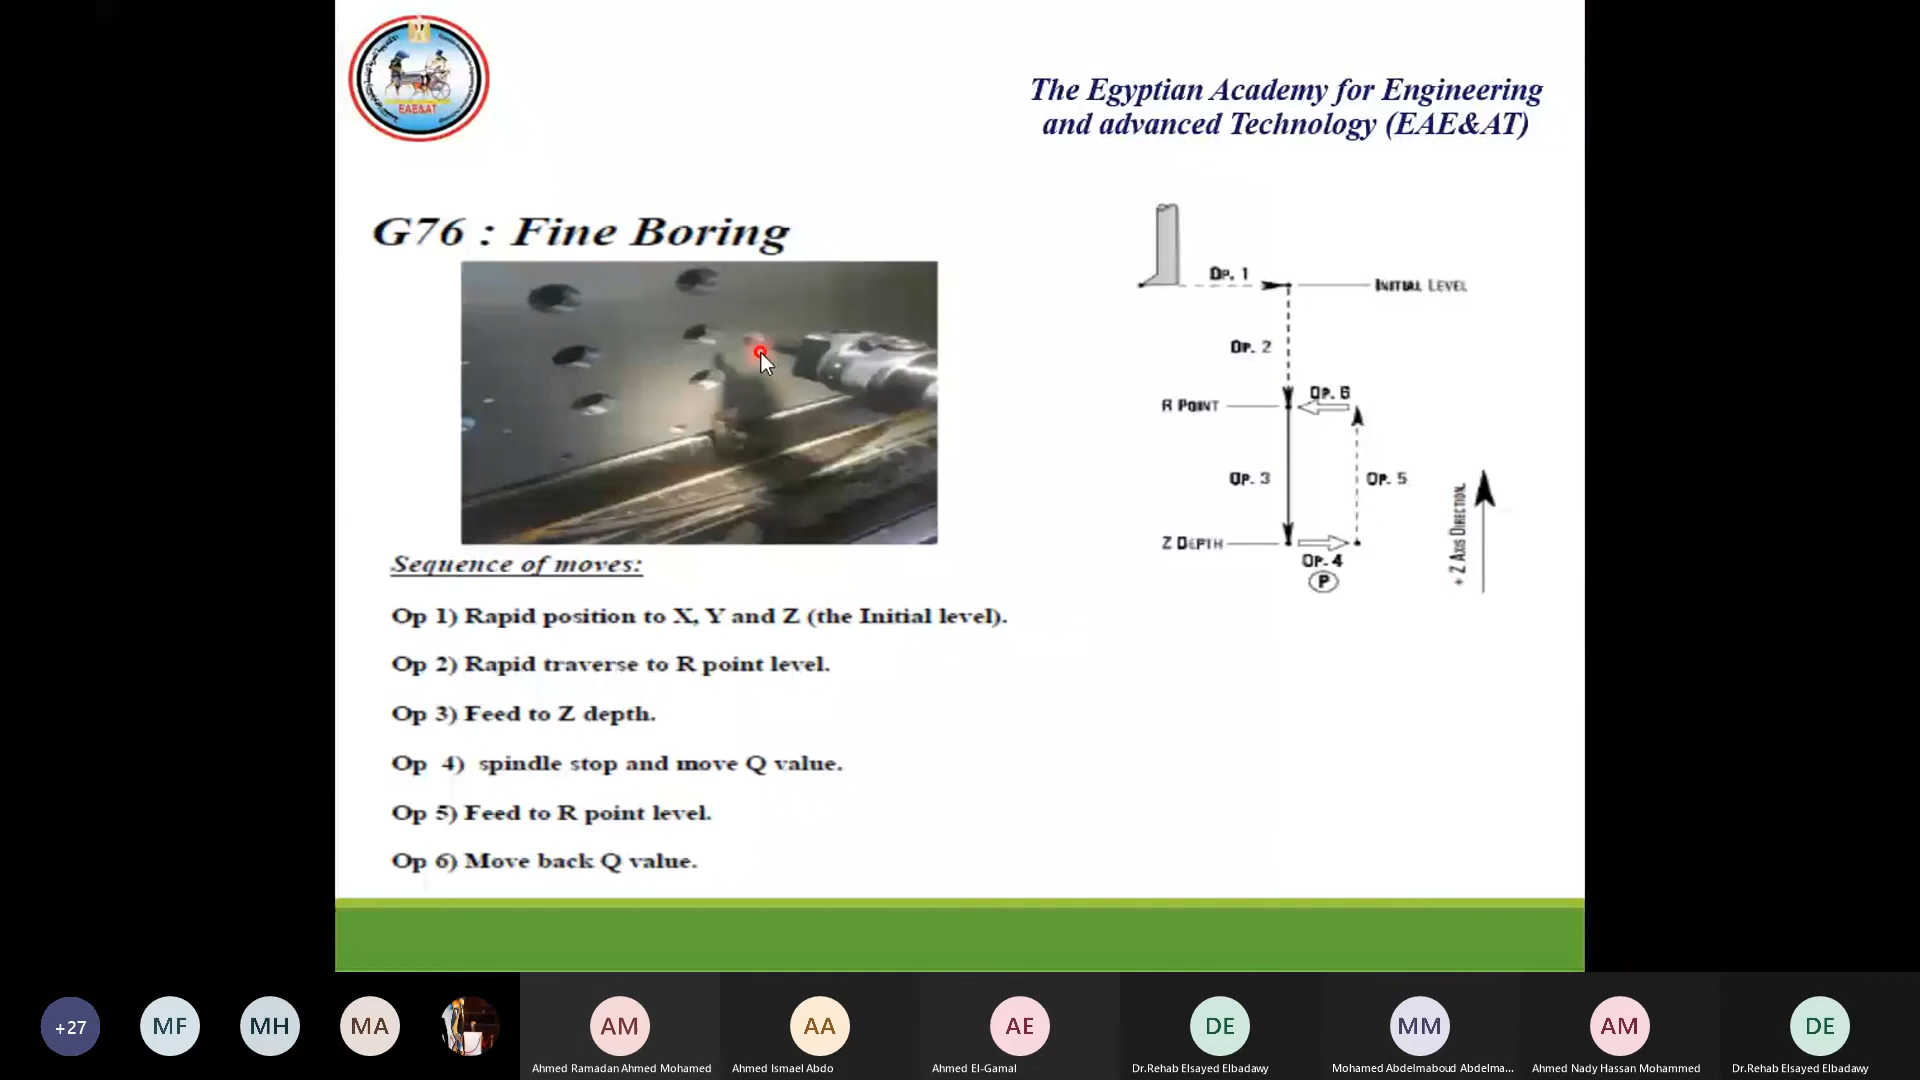 EAE&AT
The Egyptian Academy for Engineering
and advanced Technology (EAE&AT)
G76 : Fine Boring
OP. 1
INITIAL LEVEL
OP. 2
R POINT
OP. 6
OP. 3
OP. 5
+ Z AXIS DIRECTION.
Z DEPTH
OP. 4
P
Sequence of moves:
Op 1) Rapid position to X, Y and Z (the Initial level).
Op 2) Rapid traverse to R point level.
Op 3) Feed to Z depth.
Op 4) spindle stop and move Q value.
Op 5) Feed to R point level.
Op 6) Move back Q value.
+27
MF
MH
MA
AM
AA
AE
DE
MM
AM
DE
Ahmed Ramadan Ahmed Mohamed
Ahmed Ismael Abdo
Ahmed El-Gamal
Dr.Rehab Elsayed Elbadawy
Mohamed Abdelmaboud Abdelma...
Ahmed Nady Hassan Mohammed
Dr.Rehab Elsayed Elbadawy